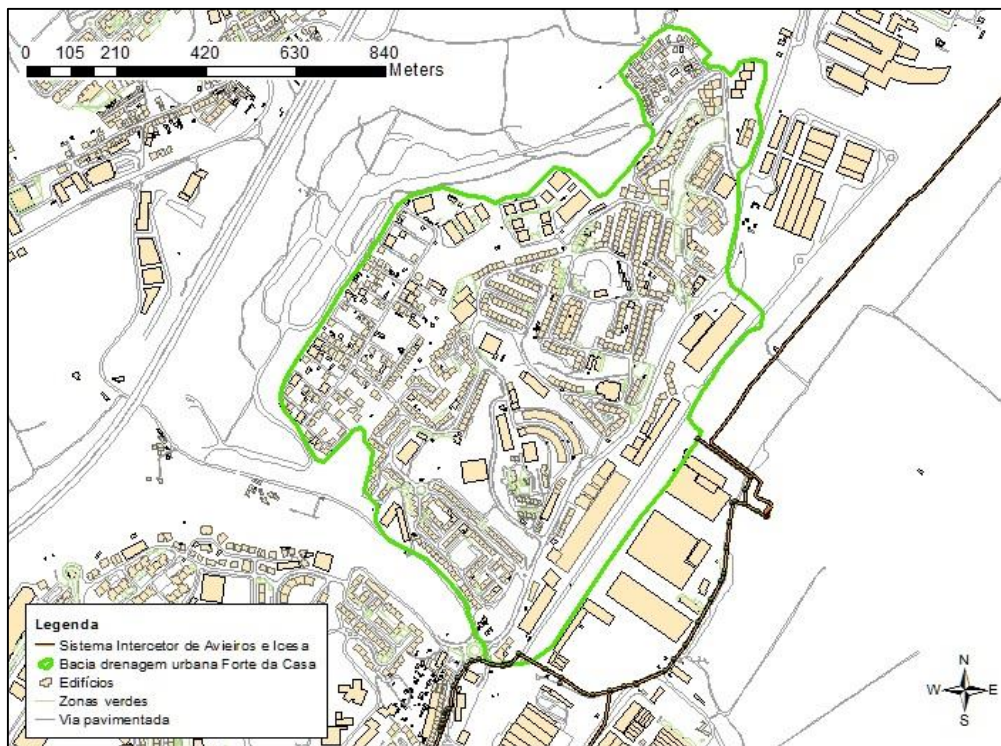 0 105 210 420 630 840
Meters
Legenda
Sistema Intercetor de Avieiros e Icesa
Bacia drenagem urbana Forte da Casa
Edifícios
Zonas verdes
Via pavimentada
N
W E
S